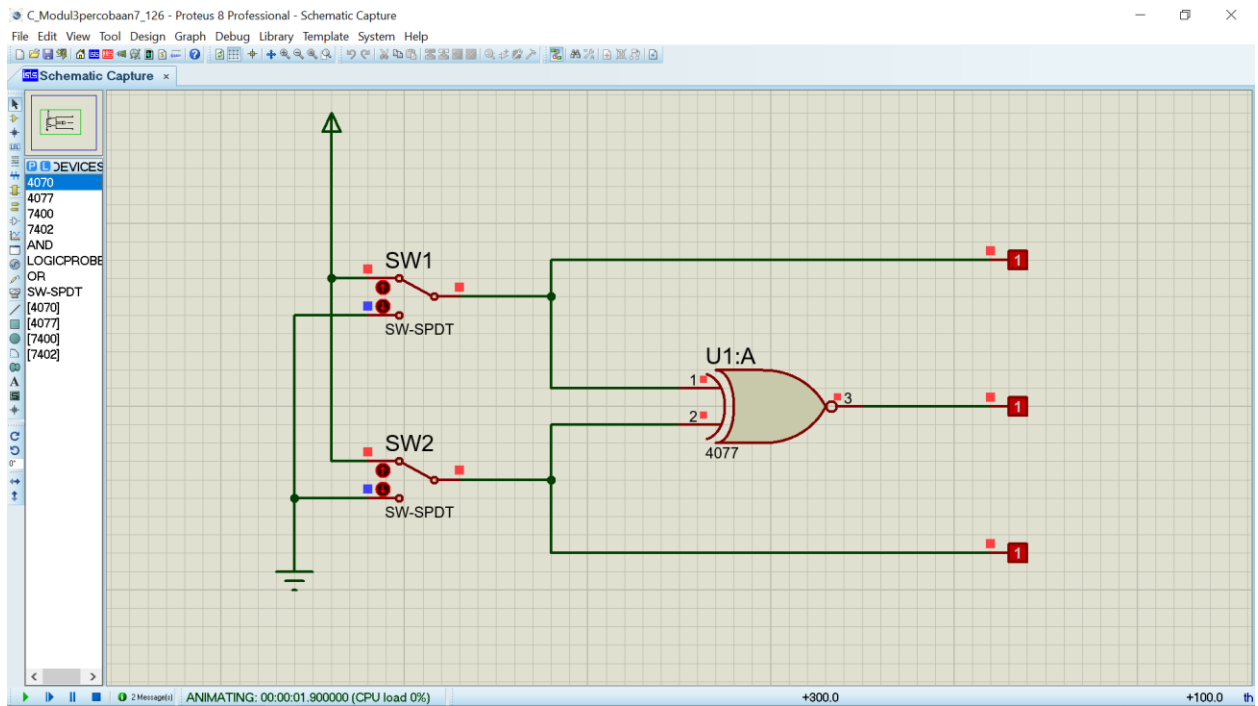 C_Modul3percobaan7_126 - Proteus 8 Professional - Schematic Capture
File Edit View Tool Design Graph Debug Library Template System Help
Schematic Capture ×
P L DEVICES
4070
4077
7400
7402
AND
LOGICPROBE
OR
SW-SPDT
[4070]
[4077]
[7400]
[7402]
0°
SW1
SW-SPDT
1
U1:A
1
2
3
1
4077
SW2
SW-SPDT
1
2 Message(s) ANIMATING: 00:00:01.900000 (CPU load 0%) +300.0 +100.0 th